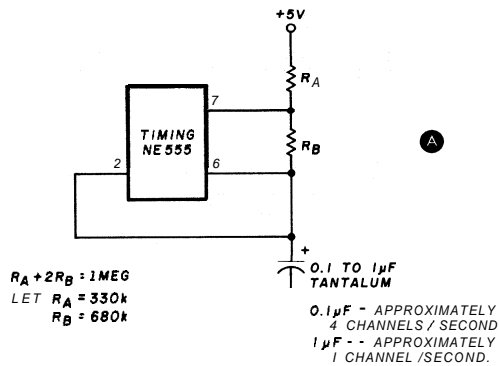 +5V
R_A
7
TIMING
NE555
R_B
A
2
6
+
R_A + 2R_B = 1MEG
LET R_A = 330k
R_B = 680k
0.1 TO 1µF
TANTALUM
0.1µF - APPROXIMATELY
4 CHANNELS / SECOND
1µF - - APPROXIMATELY
1 CHANNEL /SECOND.